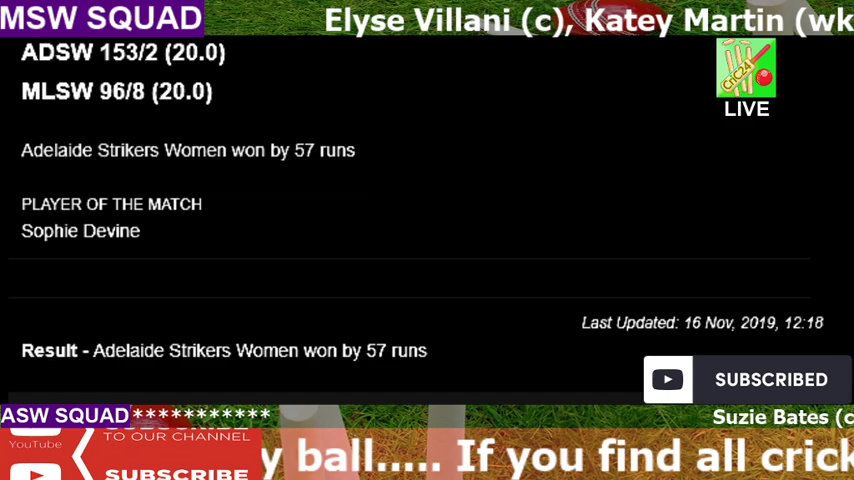 MSW SQUAD
Elyse Villani (c), Katey Martin (wk
ADSW 153/2 (20.0)
MLSW 96/8 (20.0)
CriC24
LIVE
Adelaide Strikers Women won by 57 runs
PLAYER OF THE MATCH
Sophie Devine
Last Updated: 16 Nov, 2019, 12:18
Result - Adelaide Strikers Women won by 57 runs
SUBSCRIBED
ASW SQUAD***********
Suzie Bates (c
YouTube
SUBSCRIBE
TO OUR CHANNEL
SUBSCRIBE
y ball..... If you find all crick